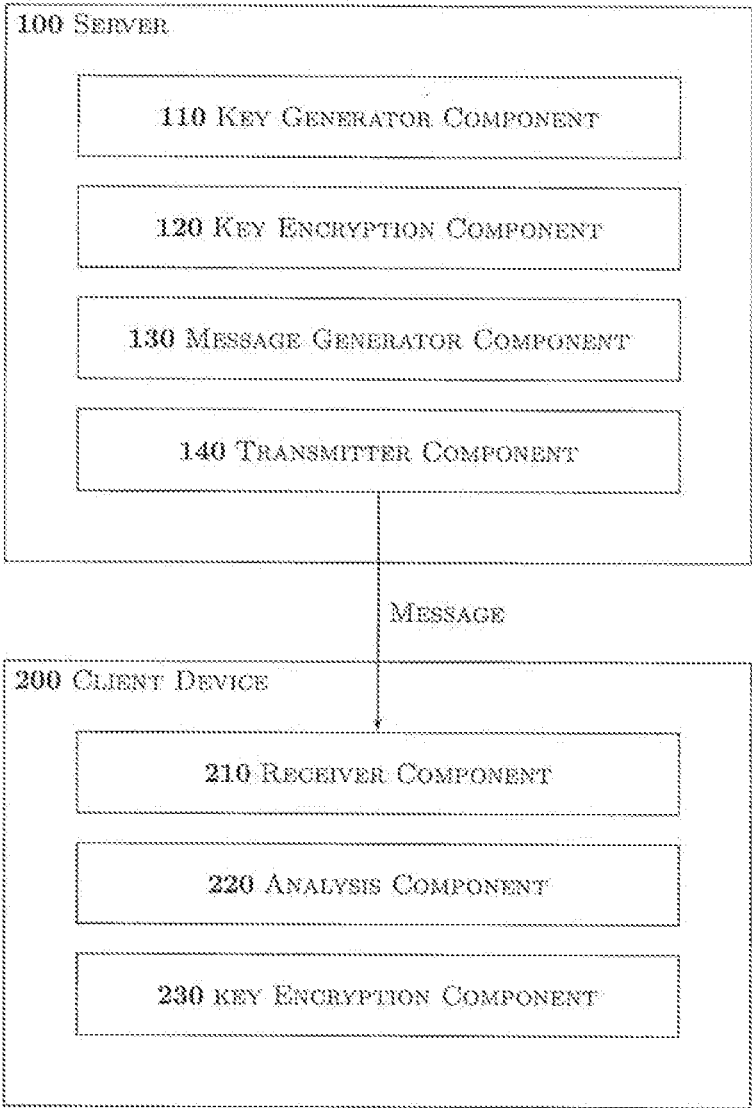 100 Server
110 Key Generator Component
120 Key Encryption Component
130 Message Generator Component
140 Transmitter Component
Message
200 Client Device
210 Receiver Component
220 Analysis Component
230 key Encryption Component